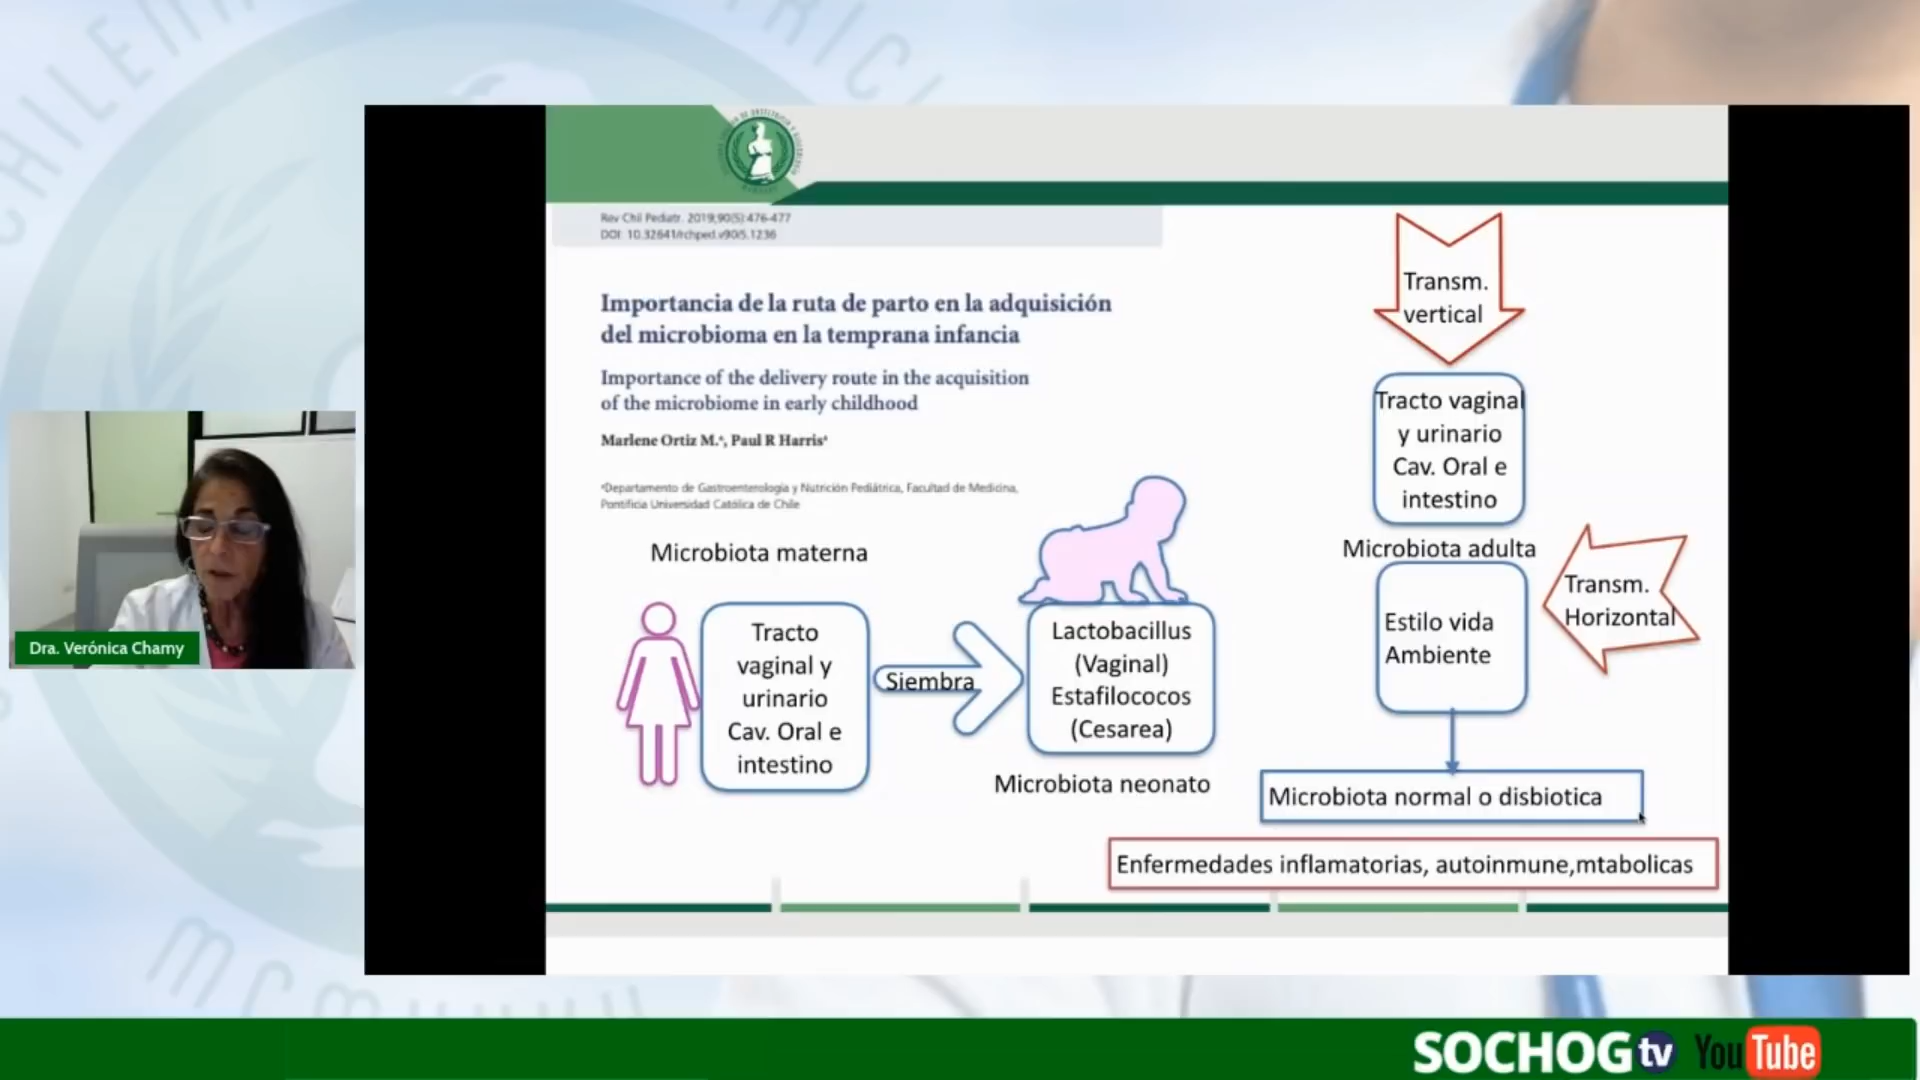 Rev Chil Pediatr. 2019;90(5):476-477
DOI: 10.32641/rchped.v90i5.1236
Importancia de la ruta de parto en la adquisición
del microbioma en la temprana infancia
Importance of the delivery route in the acquisition
of the microbiome in early childhood
Marlene Ortiz M.ª, Paul R Harrisª
ªDepartamento de Gastroenterología y Nutrición Pediátrica, Facultad de Medicina,
Pontificia Universidad Católica de Chile
Microbiota materna
Tracto
vaginal y
urinario
Cav. Oral e
intestino
Siembra
Lactobacillus
(Vaginal)
Estafilococos
(Cesarea)
Microbiota neonato
Transm.
vertical
Tracto vaginal
y urinario
Cav. Oral e
intestino
Microbiota adulta
Estilo vida
Ambiente
Transm.
Horizontal
Microbiota normal o disbiotica
Enfermedades inflamatorias, autoinmune,mtabolicas
Dra. Verónica Chamy
SOCHOG tv YouTube